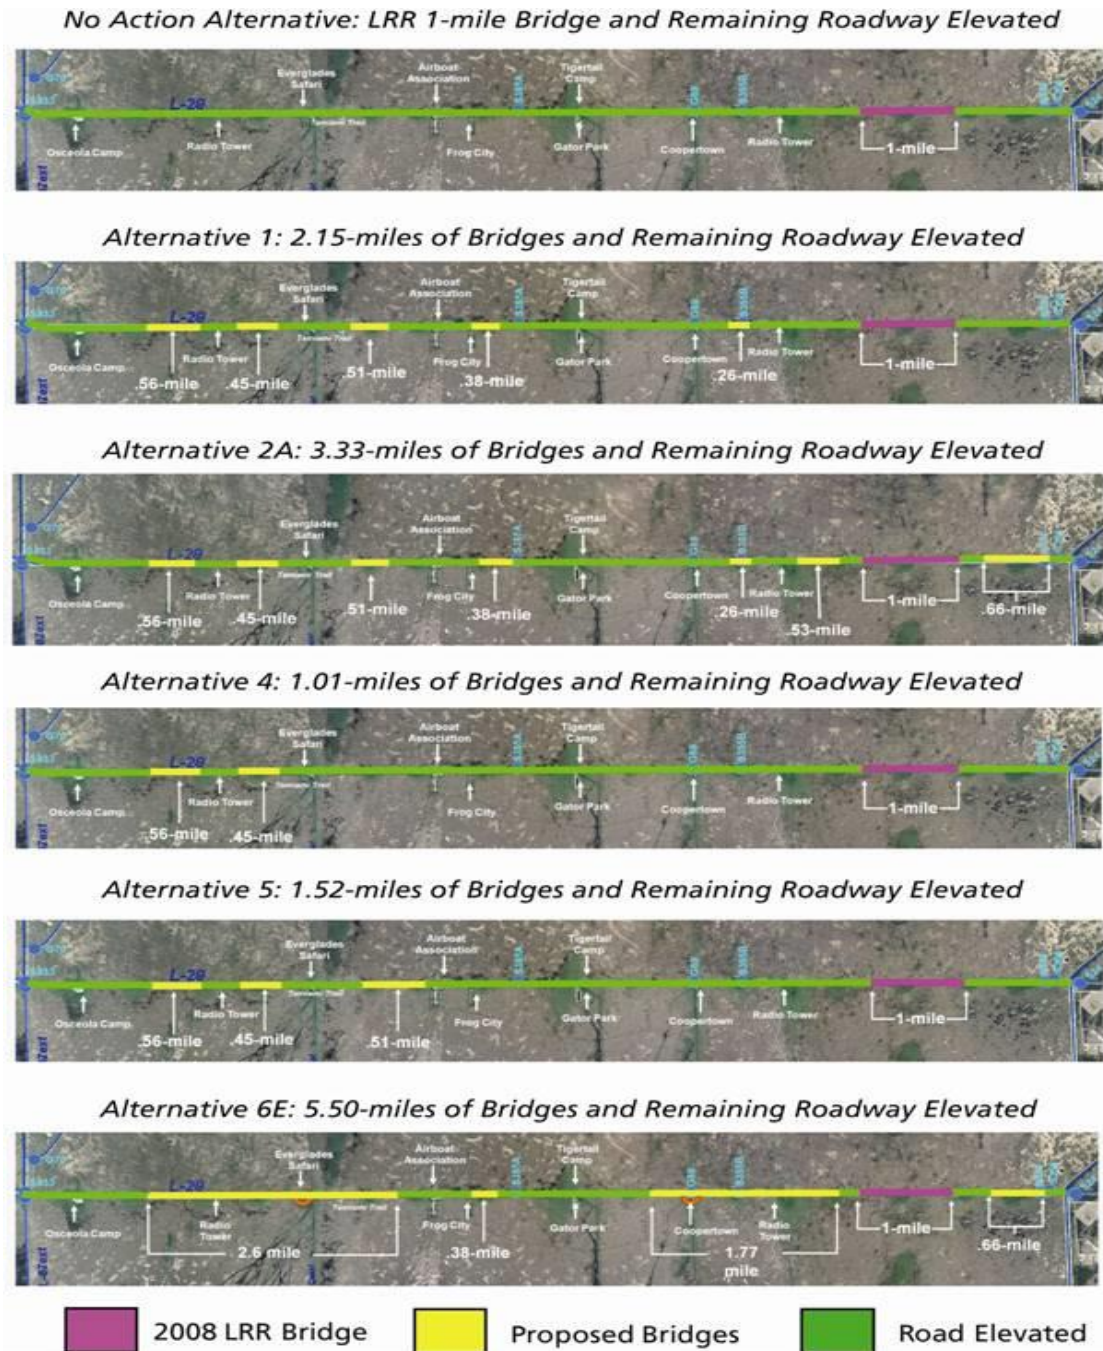 No Action Alternative: LRR 1-mile Bridge and Remaining Roadway Elevated
Everglades
Safari
Airboat
Association
Tigertail
Camp
L-29
Tamiami Trail
Osceola Camp
Radio Tower
Frog City
Gator Park
Coopertown
Radio Tower
1-mile
Alternative 1: 2.15-miles of Bridges and Remaining Roadway Elevated
Everglades
Safari
Airboat
Association
Tigertail
Camp
L-29
Tamiami Trail
Osceola Camp
Radio Tower
Frog City
Gator Park
Coopertown
Radio Tower
.56-mile
.45-mile
.51-mile
.38-mile
.26-mile
1-mile
Alternative 2A: 3.33-miles of Bridges and Remaining Roadway Elevated
Everglades
Safari
Airboat
Association
Tigertail
Camp
L-29
Tamiami Trail
Osceola Camp
Radio Tower
Frog City
Gator Park
Coopertown
Radio Tower
.56-mile
.45-mile
.51-mile
.38-mile
.26-mile
.53-mile
1-mile
.66-mile
Alternative 4: 1.01-miles of Bridges and Remaining Roadway Elevated
Everglades
Safari
Airboat
Association
Tigertail
Camp
L-29
Tamiami Trail
Osceola Camp
Radio Tower
Frog City
Gator Park
Coopertown
Radio Tower
.56-mile
.45-mile
1-mile
Alternative 5: 1.52-miles of Bridges and Remaining Roadway Elevated
Everglades
Safari
Airboat
Association
Tigertail
Camp
L-29
Tamiami Trail
Osceola Camp
Radio Tower
Frog City
Gator Park
Coopertown
Radio Tower
.56-mile
.45-mile
.51-mile
1-mile
Alternative 6E: 5.50-miles of Bridges and Remaining Roadway Elevated
Everglades
Safari
Airboat
Association
Tigertail
Camp
L-29
Tamiami Trail
Osceola Camp
Radio
Tower
Frog City
Gator Park
Coopertown
Radio
Tower
2.6 mile
.38-mile
1.77
mile
1-mile
.66-mile
2008 LRR Bridge
Proposed Bridges
Road Elevated